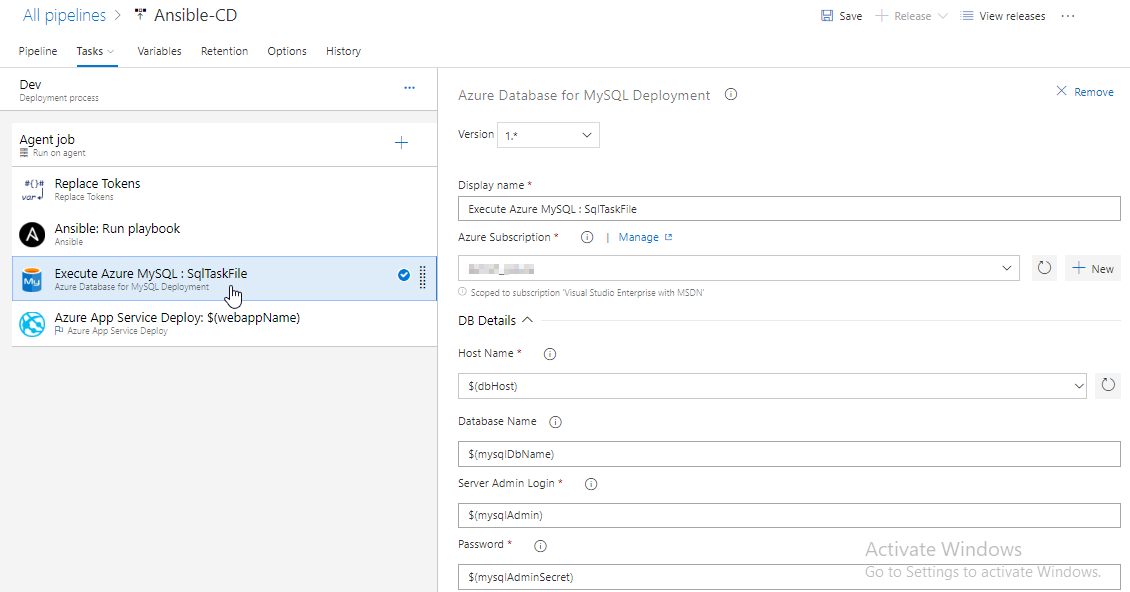 All pipelines > Ansible-CD
Save Release View releases ...
Pipeline Tasks Variables Retention Options History
Dev
Deployment process
Agent job
Run on agent
#{}#
var
Replace Tokens
Replace Tokens
A
Ansible: Run playbook
Ansible
My
Execute Azure MySQL : SqlTaskFile
Azure Database for MySQL Deployment
Azure App Service Deploy: $(webappName)
Azure App Service Deploy
Azure Database for MySQL Deployment
Remove
Version 1.*
Display name *
Execute Azure MySQL : SqlTaskFile
Azure Subscription * | Manage
New
Scoped to subscription 'Visual Studio Enterprise with MSDN'
DB Details
Host Name *
$(dbHost)
Database Name
$(mysqlDbName)
Server Admin Login *
$(mysqlAdmin)
Password *
$(mysqlAdminSecret)
Activate Windows
Go to Settings to activate Windows.